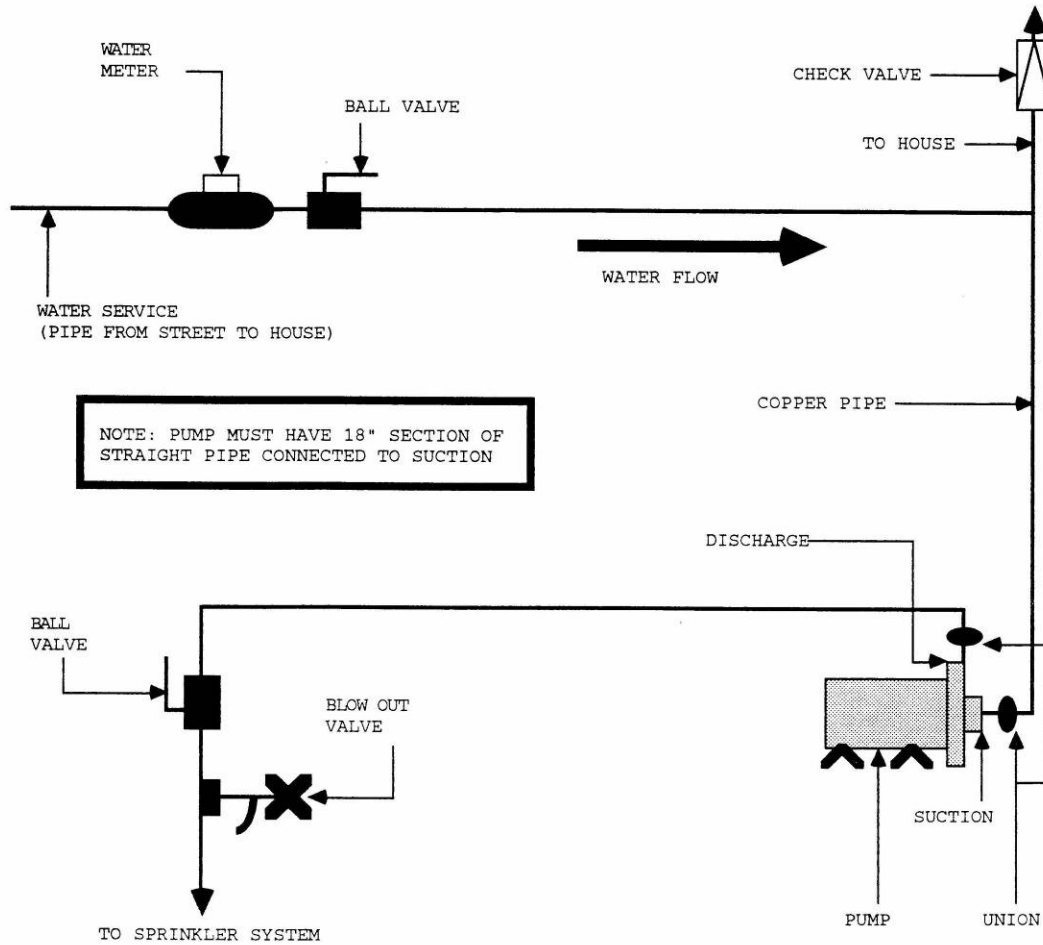 WATER
METER
BALL VALVE
CHECK VALVE
TO HOUSE
WATER FLOW
WATER SERVICE
(PIPE FROM STREET TO HOUSE)
COPPER PIPE
NOTE: PUMP MUST HAVE 18" SECTION OF
STRAIGHT PIPE CONNECTED TO SUCTION
DISCHARGE
BALL
VALVE
BLOW OUT
VALVE
SUCTION
PUMP
UNION
TO SPRINKLER SYSTEM